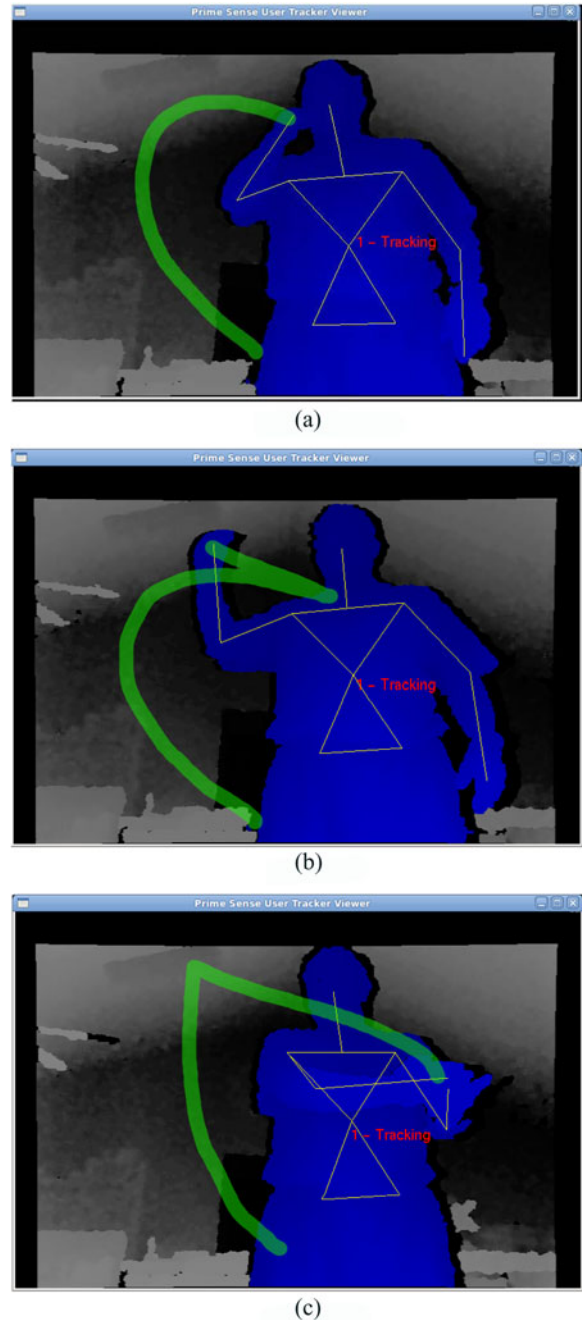 Prime Sense User Tracker Viewer
1 - Tracking
(a)
Prime Sense User Tracker Viewer
1 - Tracking
(b)
Prime Sense User Tracker Viewer
1 - Tracking
(c)